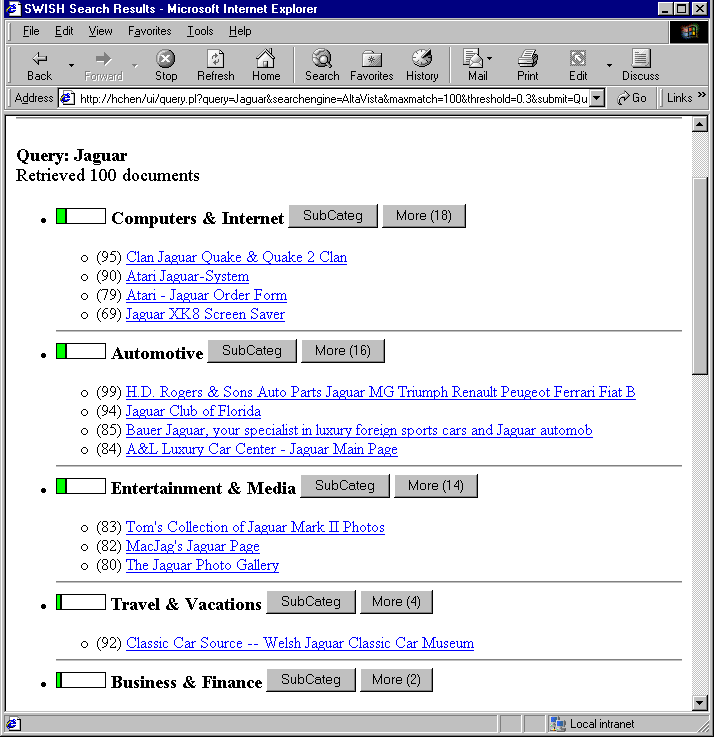 SWISH Search Results - Microsoft Internet Explorer
File Edit View Favorites Tools Help
Back Forward Stop Refresh Home Search Favorites History Mail Print Edit Discuss
Address http://hchen/ui/query.pl?query=Jaguar&searchengine=AltaVista&maxmatch=100&threshold=0.3&submit=Qu Go Links »
Query: Jaguar
Retrieved 100 documents
Computers & Internet SubCateg More (18)
(95) Clan Jaguar Quake & Quake 2 Clan
(90) Atari Jaguar-System
(79) Atari - Jaguar Order Form
(69) Jaguar XK8 Screen Saver
Automotive SubCateg More (16)
(99) H.D. Rogers & Sons Auto Parts Jaguar MG Triumph Renault Peugeot Ferrari Fiat B
(94) Jaguar Club of Florida
(85) Bauer Jaguar, your specialist in luxury foreign sports cars and Jaguar automob
(84) A&L Luxury Car Center - Jaguar Main Page
Entertainment & Media SubCateg More (14)
(83) Tom's Collection of Jaguar Mark II Photos
(82) MacJag's Jaguar Page
(80) The Jaguar Photo Gallery
Travel & Vacations SubCateg More (4)
(92) Classic Car Source -- Welsh Jaguar Classic Car Museum
Business & Finance SubCateg More (2)
Local intranet